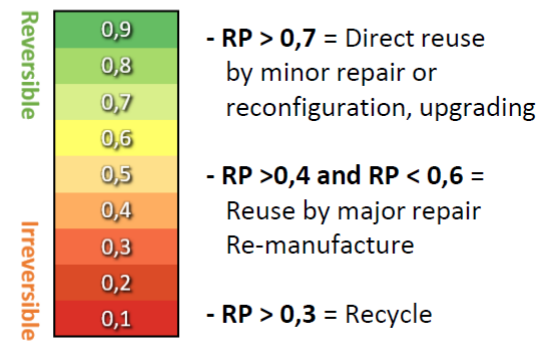 Reversible
Irreversible
0,9
0,8
0,7
0,6
0,5
0,4
0,3
0,2
0,1
- RP > 0,7 = Direct reuse
by minor repair or
reconfiguration, upgrading
- RP >0,4 and RP < 0,6 =
Reuse by major repair
Re-manufacture
- RP > 0,3 = Recycle